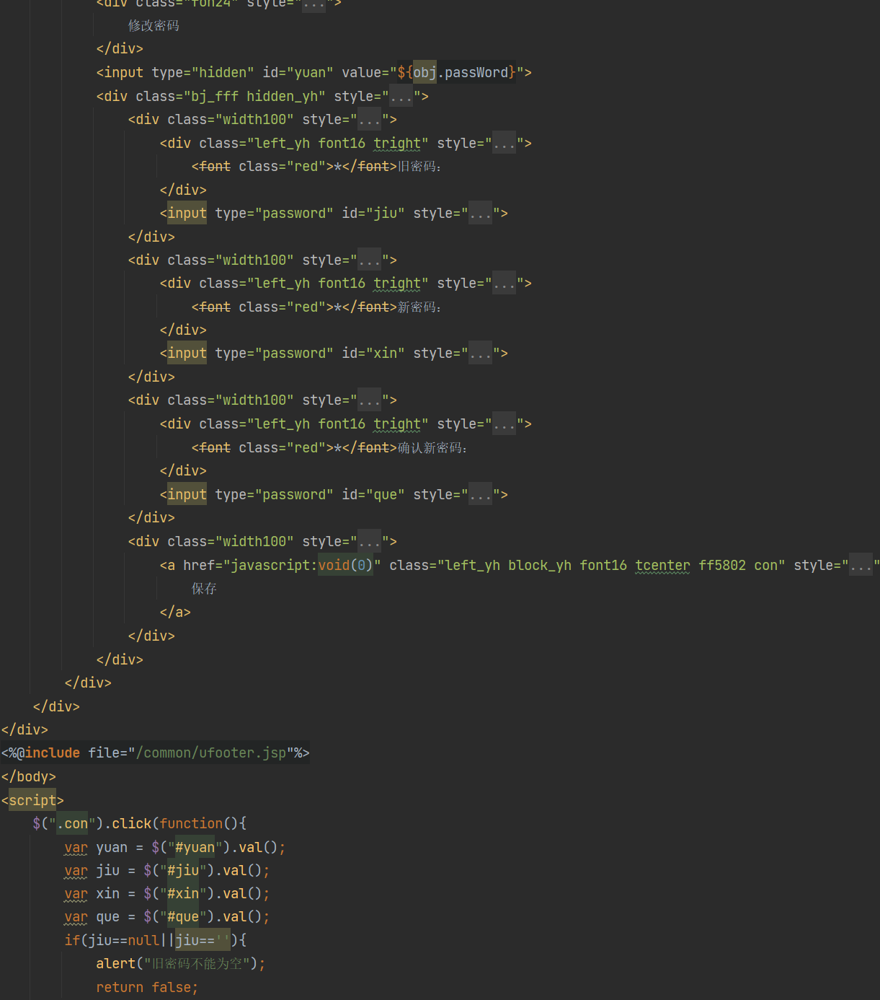 <div class="fon24" style="...">
修改密码
</div>
<input type="hidden" id="yuan" value="${obj.passWord}">
<div class="bj_fff hidden_yh" style="...">
<div class="width100" style="...">
<div class="left_yh font16 tright" style="...">
<font class="red">*</font>旧密码：
</div>
<input type="password" id="jiu" style="...">
</div>
<div class="width100" style="...">
<div class="left_yh font16 tright" style="...">
<font class="red">*</font>新密码：
</div>
<input type="password" id="xin" style="...">
</div>
<div class="width100" style="...">
<div class="left_yh font16 tright" style="...">
<font class="red">*</font>确认新密码：
</div>
<input type="password" id="que" style="...">
</div>
<div class="width100" style="...">
<a href="javascript:void(0)" class="left_yh block_yh font16 tcenter ff5802 con" style="..."
保存
</a>
</div>
</div>
</div>
</div>
</div>
<%@include file="/common/ufooter.jsp"%>
</body>
<script>
$(".con").click(function(){
var yuan = $("#yuan").val();
var jiu = $("#jiu").val();
var xin = $("#xin").val();
var que = $("#que").val();
if(jiu==null||jiu==''){
alert("旧密码不能为空");
return false;